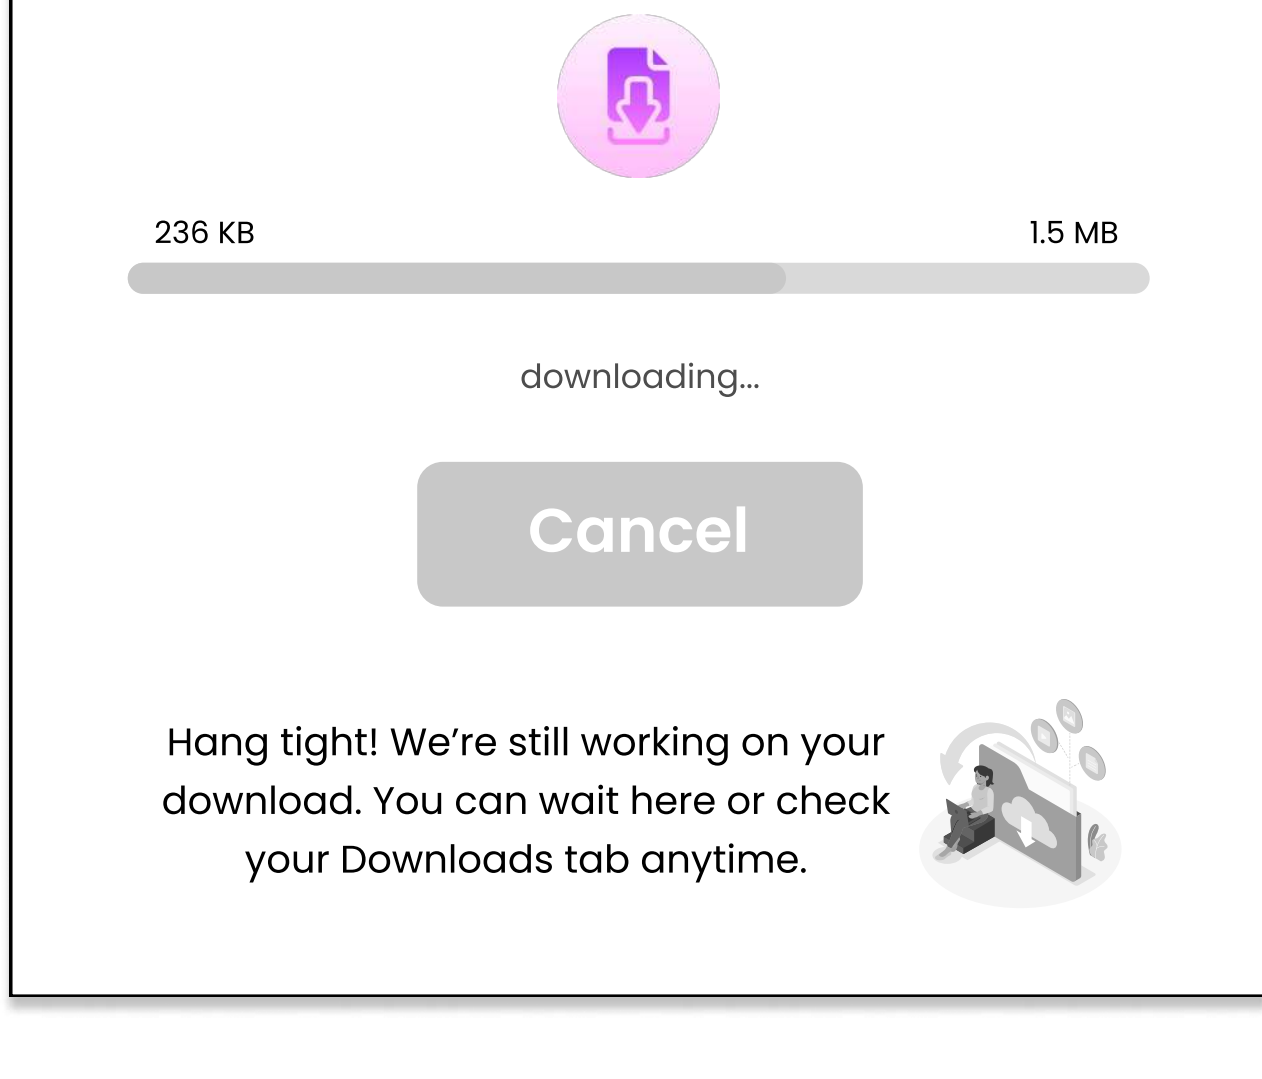 236 KB 1.5 MB
downloading...
Cancel
Hang tight! We’re still working on your
download. You can wait here or check
your Downloads tab anytime.